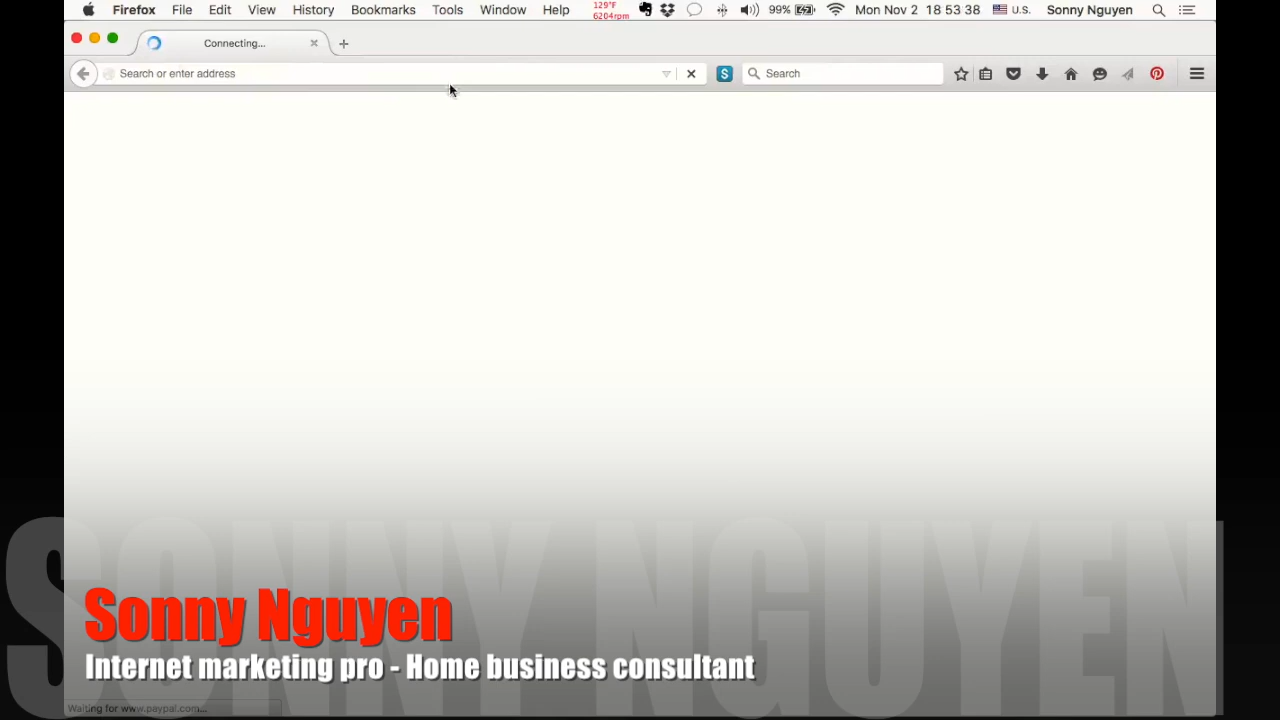 Firefox File Edit View History Bookmarks Tools Window Help 129°F 6204rpm 99% Mon Nov 2 18 53 38 U.S. Sonny Nguyen
Connecting...
Search or enter address S Search
SONNY NGUYEN
Sonny Nguyen
Internet marketing pro - Home business consultant
Waiting for www.paypal.com...